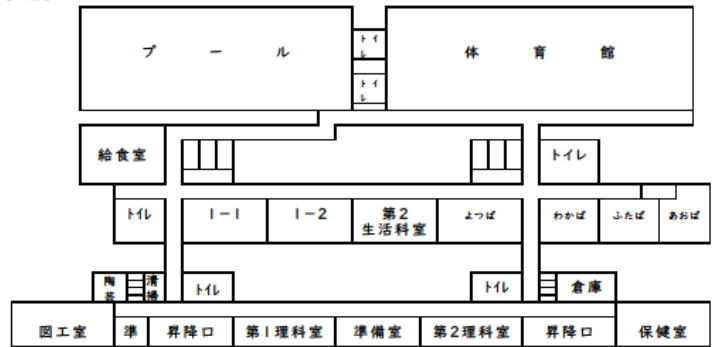 プール
トイレ
体育館
トイレ
給食室
トイレ
トイレ
1-1
1-2
第2
生活科室
よつば
わかば
ふたば
あおば
陶芸
清掃
トイレ
トイレ
倉庫
図工室
準
昇降口
第1理科室
準備室
第2理科室
昇降口
保健室